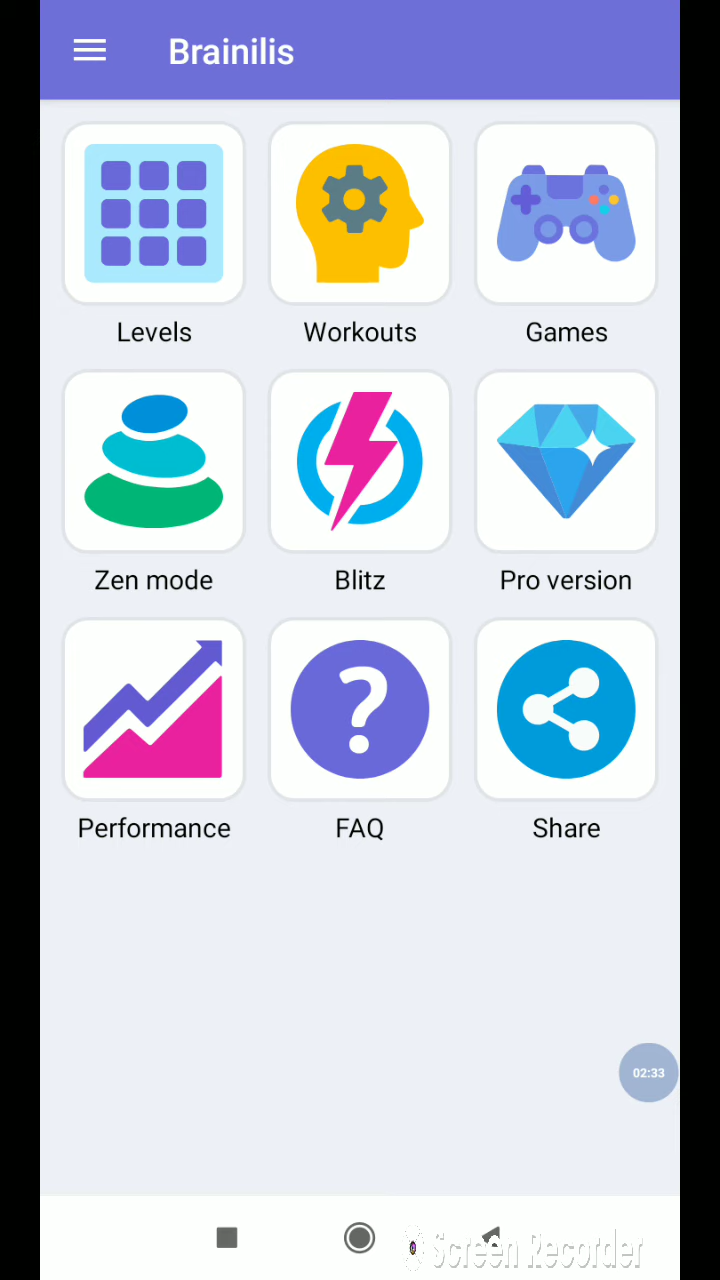 Brainilis
Levels Workouts Games
Zen mode Blitz Pro version
Performance FAQ Share
02:33
Screen Recorder